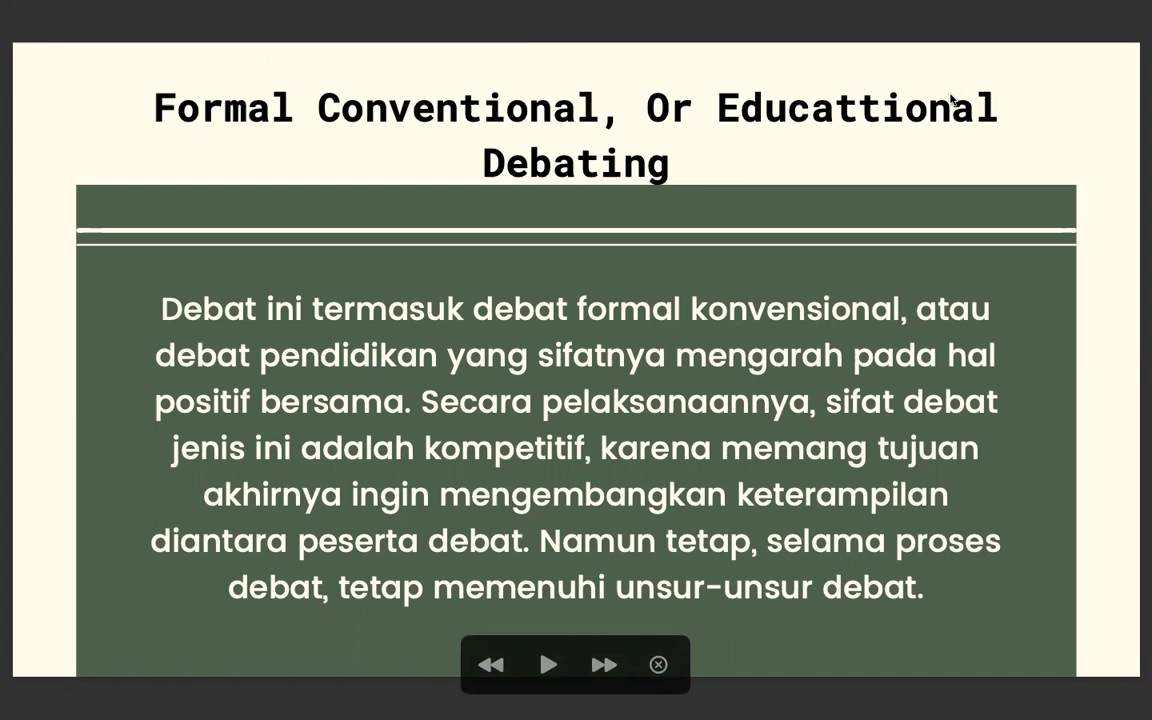 Formal Conventional, Or Educattional
Debating
Debat ini termasuk debat formal konvensional, atau
debat pendidikan yang sifatnya mengarah pada hal
positif bersama. Secara pelaksanaannya, sifat debat
jenis ini adalah kompetitif, karena memang tujuan
akhirnya ingin mengembangkan keterampilan
diantara peserta debat. Namun tetap, selama proses
debat, tetap memenuhi unsur-unsur debat.